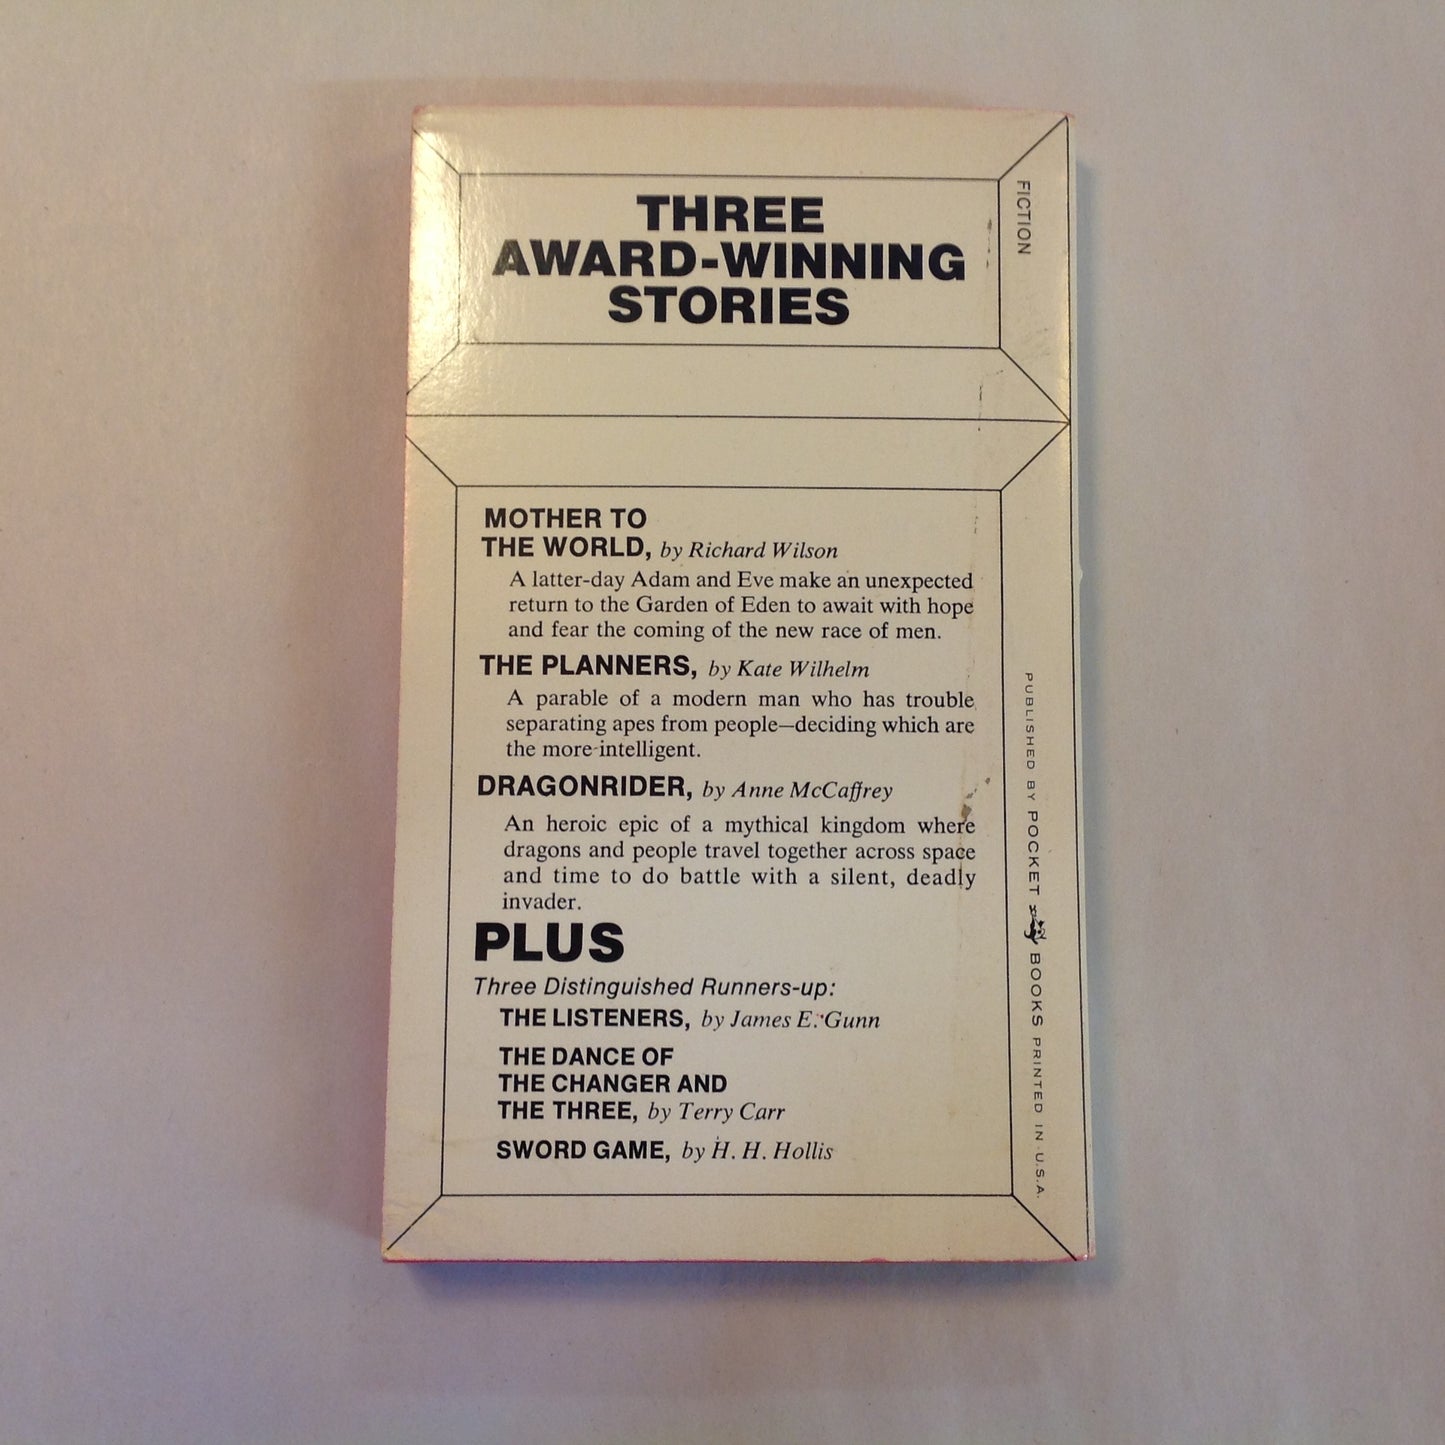 THREE
AWARD-WINNING
STORIES
FICTION
MOTHER TO
THE WORLD, by Richard Wilson
A latter-day Adam and Eve make an unexpected
return to the Garden of Eden to await with hope
and fear the coming of the new race of men.
THE PLANNERS, by Kate Wilhelm
A parable of a modern man who has trouble
separating apes from people—deciding which are
the more intelligent.
DRAGONRIDER, by Anne McCaffrey
An heroic epic of a mythical kingdom where
dragons and people travel together across space
and time to do battle with a silent, deadly
invader.
PLUS
Three Distinguished Runners-up:
THE LISTENERS, by James E. Gunn
THE DANCE OF
THE CHANGER AND
THE THREE, by Terry Carr
SWORD GAME, by H. H. Hollis
PUBLISHED BY POCKET BOOKS PRINTED IN U.S.A.